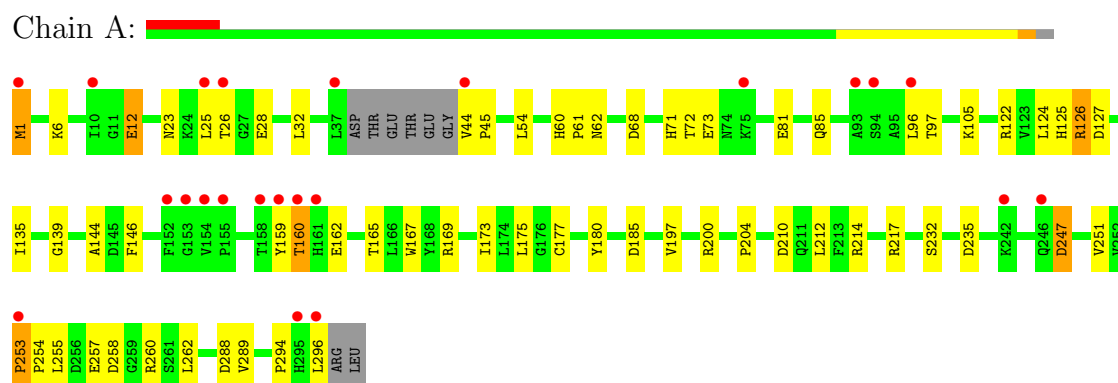 Chain A:
M1 K6 I10 G11 E12 N23 K24 L25 T26 G27 E28 L32 L37 ASP THR GLU THR GLU GLY V44 P45 L54 H60 P61 N62 D68 H71 T72 E73 N74 K75 E81 Q85 A93 S94 A95 L96 T97 K105 R122 V123 L124 H125 R126 D127
I135 G139 A144 D145 F146 F152 G153 V154 P155 T158 Y159 T160 H161 E162 T165 L166 W167 Y168 R169 I173 L174 L175 G176 C177 Y180 D185 V197 R200 P204 D210 Q211 L212 F213 R214 R217 S232 D235 K242 Q246 D247 V251
P253 P254 L255 D256 E257 D258 G259 R260 S261 L262 D288 V289 P294 H295 L296 ARG LEU